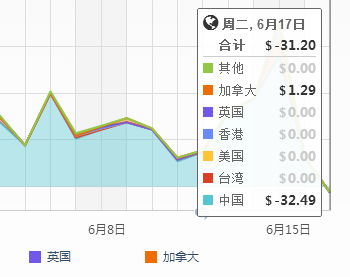 周二, 6月17日
合计 $ -31.20
其他 $0.00
加拿大 $1.29
英国 $0.00
香港 $0.00
美国 $0.00
台湾 $0.00
中国 $ -32.49
6月8日 6月15日
英国 加拿大